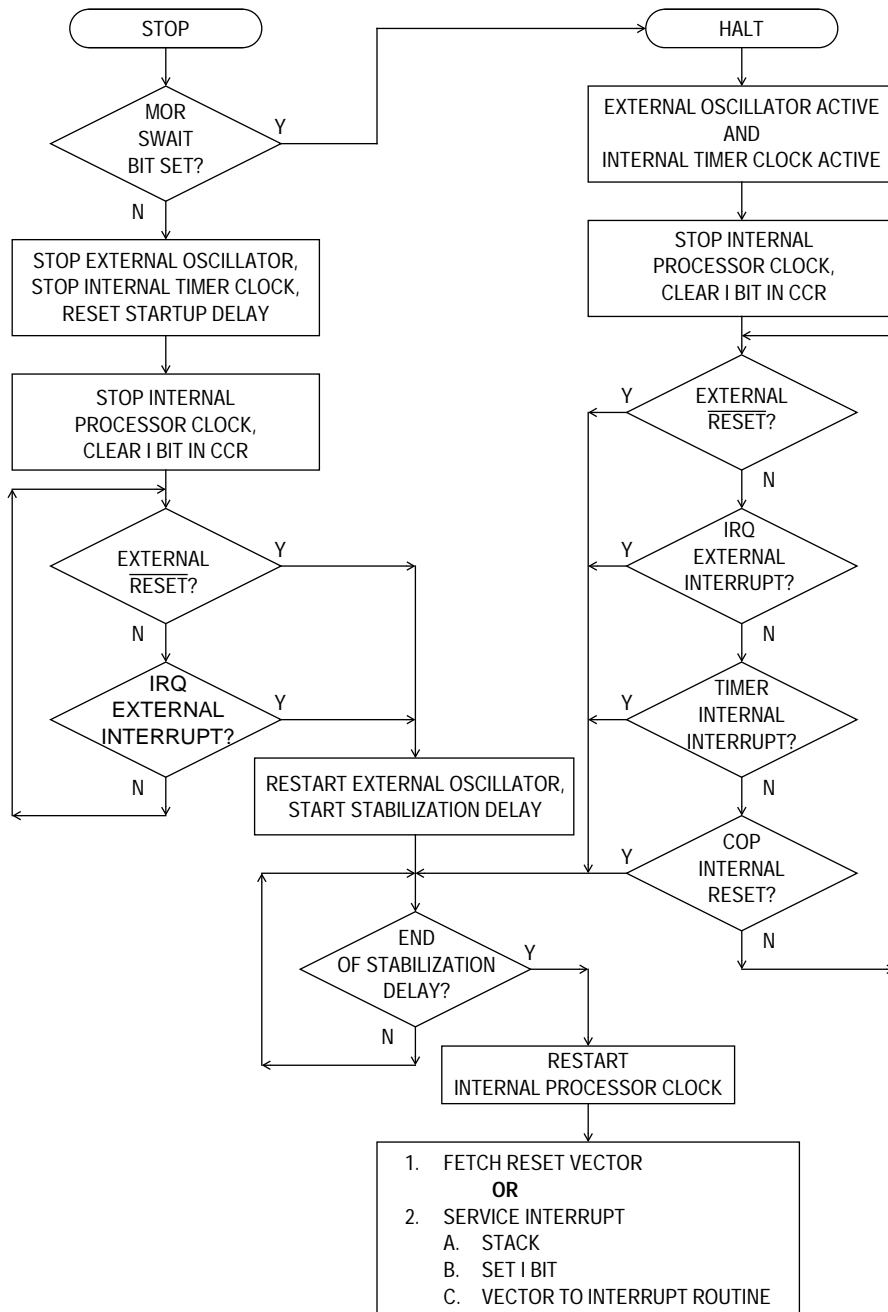 STOP
HALT
MOR
SWAIT
BIT SET?
Y
N
EXTERNAL OSCILLATOR ACTIVE
AND
INTERNAL TIMER CLOCK ACTIVE
STOP EXTERNAL OSCILLATOR,
STOP INTERNAL TIMER CLOCK,
RESET STARTUP DELAY
STOP INTERNAL
PROCESSOR CLOCK,
CLEAR I BIT IN CCR
STOP INTERNAL
PROCESSOR CLOCK,
CLEAR I BIT IN CCR
EXTERNAL
RESET?
Y
N
EXTERNAL
RESET?
Y
N
IRQ
EXTERNAL
INTERRUPT?
Y
N
IRQ
EXTERNAL
INTERRUPT?
Y
N
TIMER
INTERNAL
INTERRUPT?
Y
N
RESTART EXTERNAL OSCILLATOR,
START STABILIZATION DELAY
COP
INTERNAL
RESET?
Y
N
END
OF STABILIZATION
DELAY?
Y
N
RESTART
INTERNAL PROCESSOR CLOCK
1. FETCH RESET VECTOR
OR
2. SERVICE INTERRUPT
A. STACK
B. SET I BIT
C. VECTOR TO INTERRUPT ROUTINE